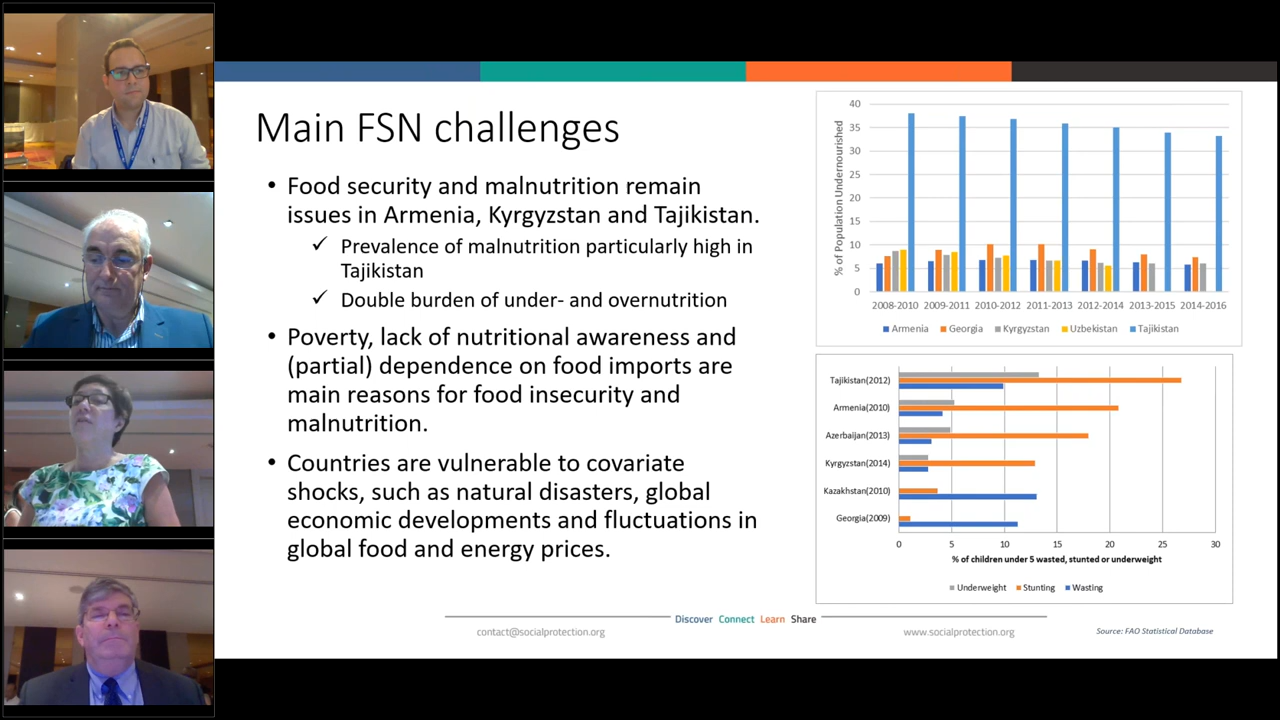 Main FSN challenges
• Food security and malnutrition remain
issues in Armenia, Kyrgyzstan and Tajikistan.
✓ Prevalence of malnutrition particularly high in
Tajikistan
✓ Double burden of under- and overnutrition
• Poverty, lack of nutritional awareness and
(partial) dependence on food imports are
main reasons for food insecurity and
malnutrition.
• Countries are vulnerable to covariate
shocks, such as natural disasters, global
economic developments and fluctuations in
global food and energy prices.
% of Population Undernourished
40
35
30
25
20
15
10
5
0
2008-2010 2009-2011 2010-2012 2011-2013 2012-2014 2013-2015 2014-2016
Armenia Georgia Kyrgyzstan Uzbekistan Tajikistan
Tajikistan(2012)
Armenia(2010)
Azerbaijan(2013)
Kyrgyzstan(2014)
Kazakhstan(2010)
Georgia(2009)
0 5 10 15 20 25 30
% of children under 5 wasted, stunted or underweight
Underweight Stunting Wasting
Discover Connect Learn Share
contact@socialprotection.org
www.socialprotection.org
Source: FAO Statistical Database